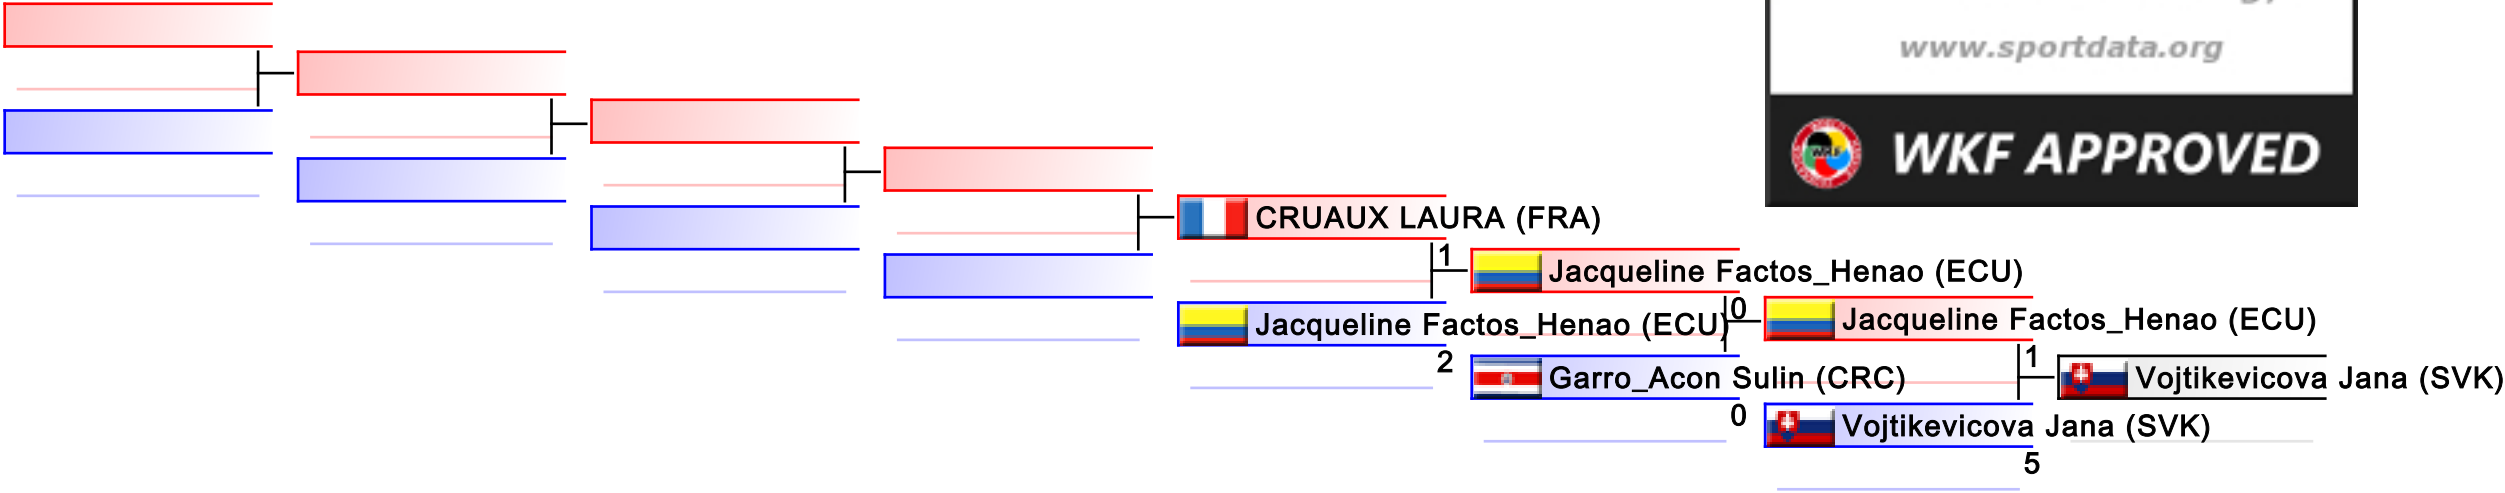 www.sportdata.org
WKF
WKF APPROVED
CRUAUX LAURA (FRA)
1
Jacqueline Factos_Henao (ECU)
Jacqueline Factos_Henao (ECU)
2
0
Jacqueline Factos_Henao (ECU)
Garro_Acon Sulin (CRC)
0
1
Vojtikevicova Jana (SVK)
Vojtikevicova Jana (SVK)
5